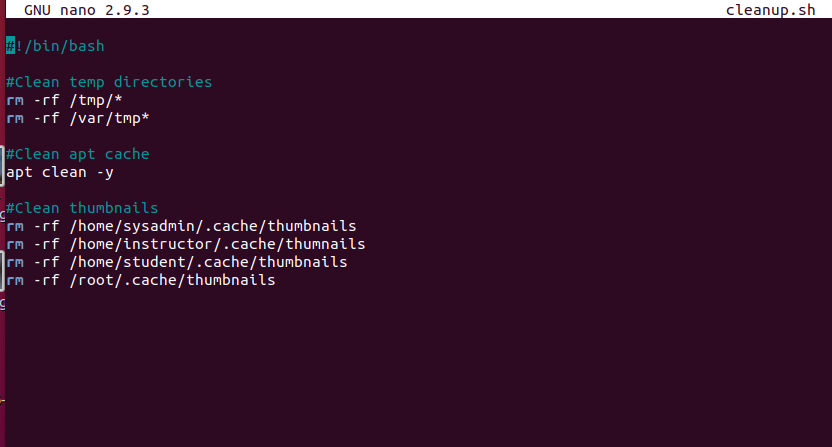 GNU nano 2.9.3 cleanup.sh
#!/bin/bash
#Clean temp directories
rm -rf /tmp/*
rm -rf /var/tmp*
#Clean apt cache
apt clean -y
#Clean thumbnails
rm -rf /home/sysadmin/.cache/thumbnails
rm -rf /home/instructor/.cache/thumnails
rm -rf /home/student/.cache/thumbnails
rm -rf /root/.cache/thumbnails